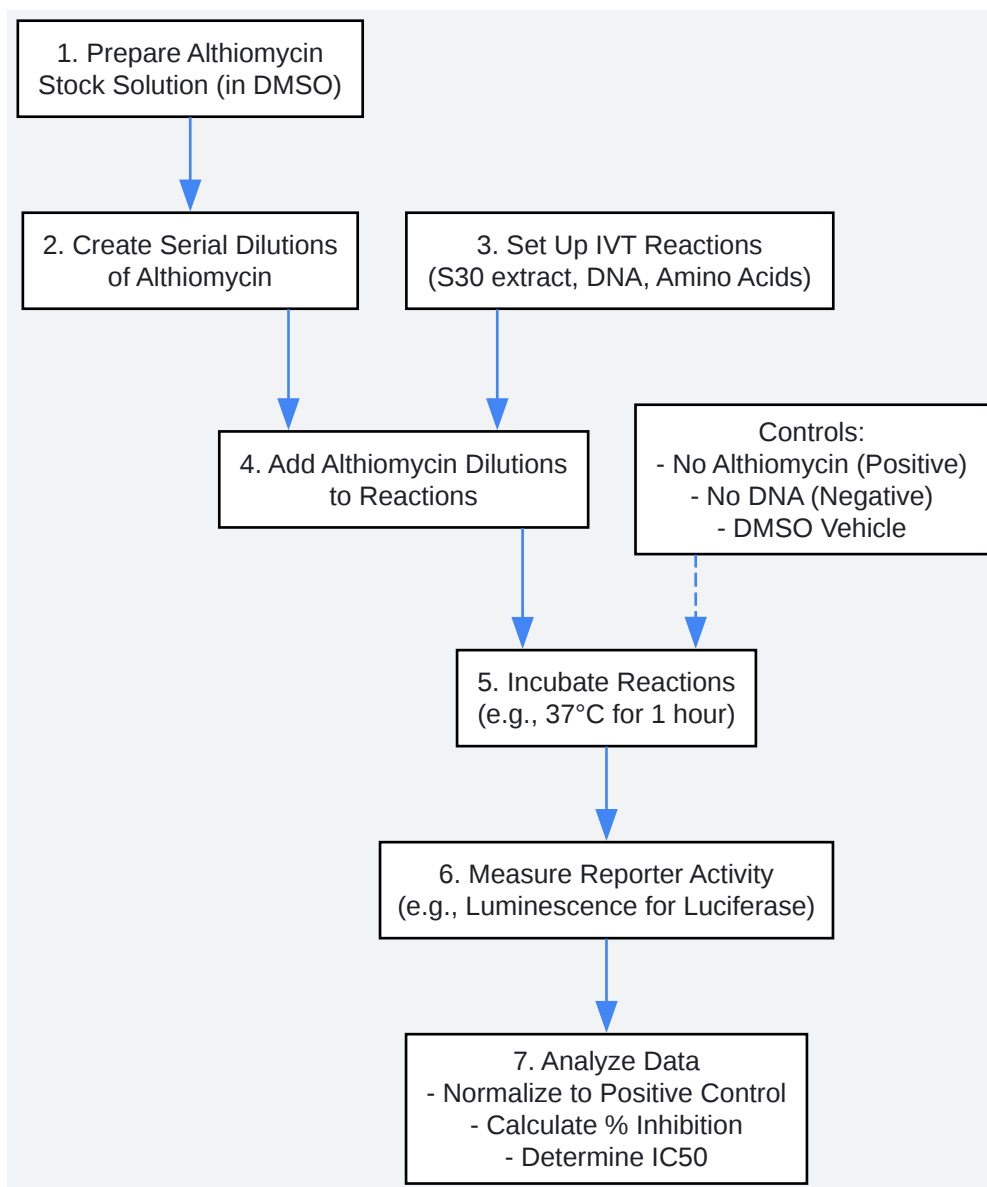 1. Prepare Althiomycin
Stock Solution (in DMSO)
2. Create Serial Dilutions
of Althiomycin
3. Set Up IVT Reactions
(S30 extract, DNA, Amino Acids)
4. Add Althiomycin Dilutions
to Reactions
Controls:
- No Althiomycin (Positive)
- No DNA (Negative)
- DMSO Vehicle
5. Incubate Reactions
(e.g., 37°C for 1 hour)
6. Measure Reporter Activity
(e.g., Luminescence for Luciferase)
7. Analyze Data
- Normalize to Positive Control
- Calculate % Inhibition
- Determine IC50